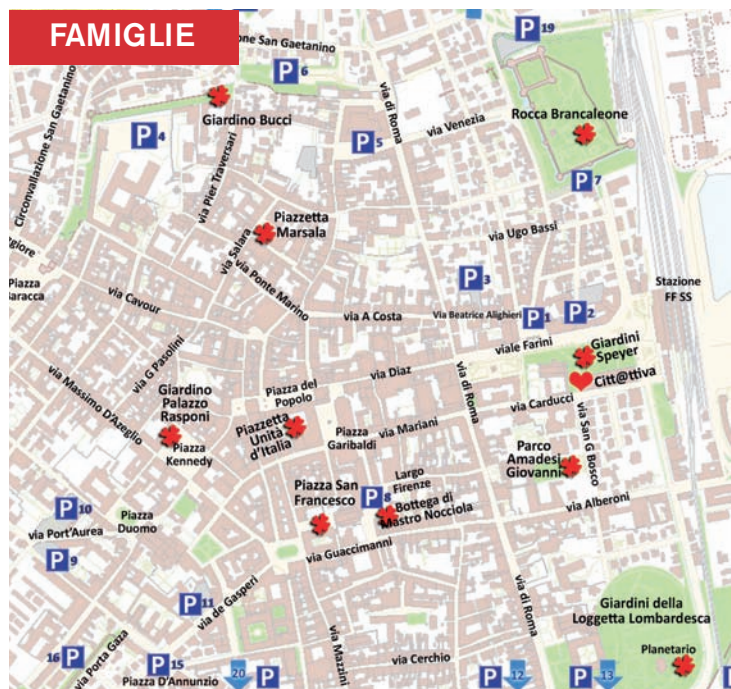 FAMIGLIE
one San Gaetanino
P 19
P 6
Circonvallazione San Gaetanino
Giardino Bucci
P 4
via di Roma
P 5
via Venezia
Rocca Brancaleone
P 7
via Pier Traversari
Piazzetta
Marsala
via Salara
via Ponte Marino
via Ugo Bassi
ggiore
Piazza
Baracca
via Cavour
P 3
Stazione
FF SS
via A Costa
Via Beatrice Alighieri
P 1
P 2
viale Farini
Giardini
Speyer
via G Pasolini
via Massimo D'Azeglio
via Diaz
Citt@ttiva
Giardino
Palazzo
Rasponi
Piazza
Kennedy
Piazza del
Popolo
Piazzetta
Unità
d'Italia
Piazza
Garibaldi
via Mariani
via di Roma
via Carducci
via San G Bosco
Parco
Amadesi
Giovanni
Largo
Firenze
P 8
Piazza San
Francesco
Bottega di
Mastro Nocciola
via Alberoni
P 10
Piazza
Duomo
via Port'Aurea
P 9
via Guaccimanni
P 11
via de Gasperi
via di Roma
Giardini della
Loggetta Lombardesca
Planetario
16 P
via Porta Gaza
P 15
Piazza D'Annunzio
20 P
via Mazzini
via Cerchio
P 12
P 13
P